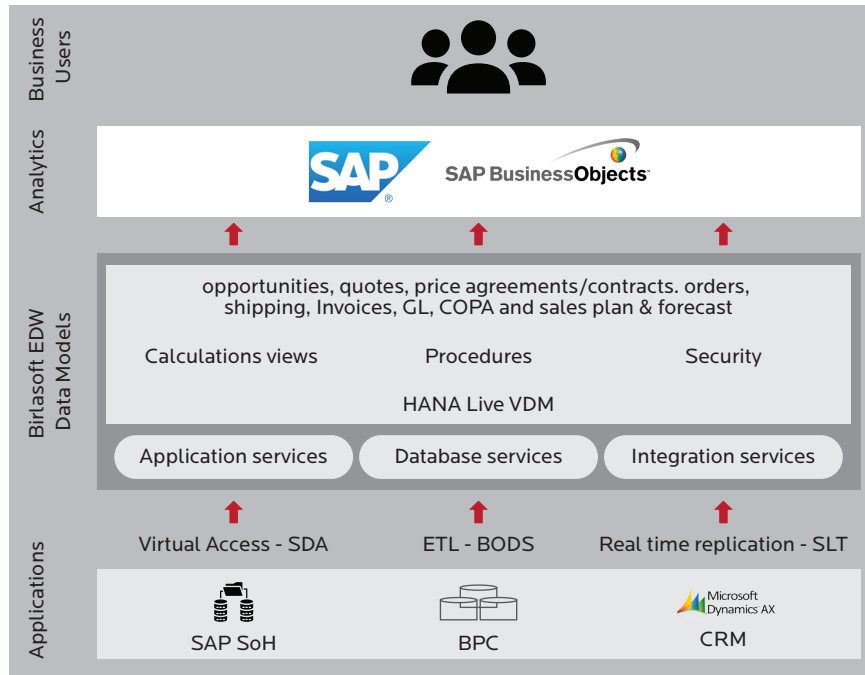 Business
Users
Analytics
SAP
®
SAP BusinessObjects™
Birlasoft EDW
Data Models
opportunities, quotes, price agreements/contracts. orders,
shipping, Invoices, GL, COPA and sales plan & forecast
Calculations views
Procedures
Security
HANA Live VDM
Application services
Database services
Integration services
Applications
Virtual Access - SDA
ETL - BODS
Real time replication - SLT
SAP SoH
BPC
Microsoft
Dynamics AX
CRM